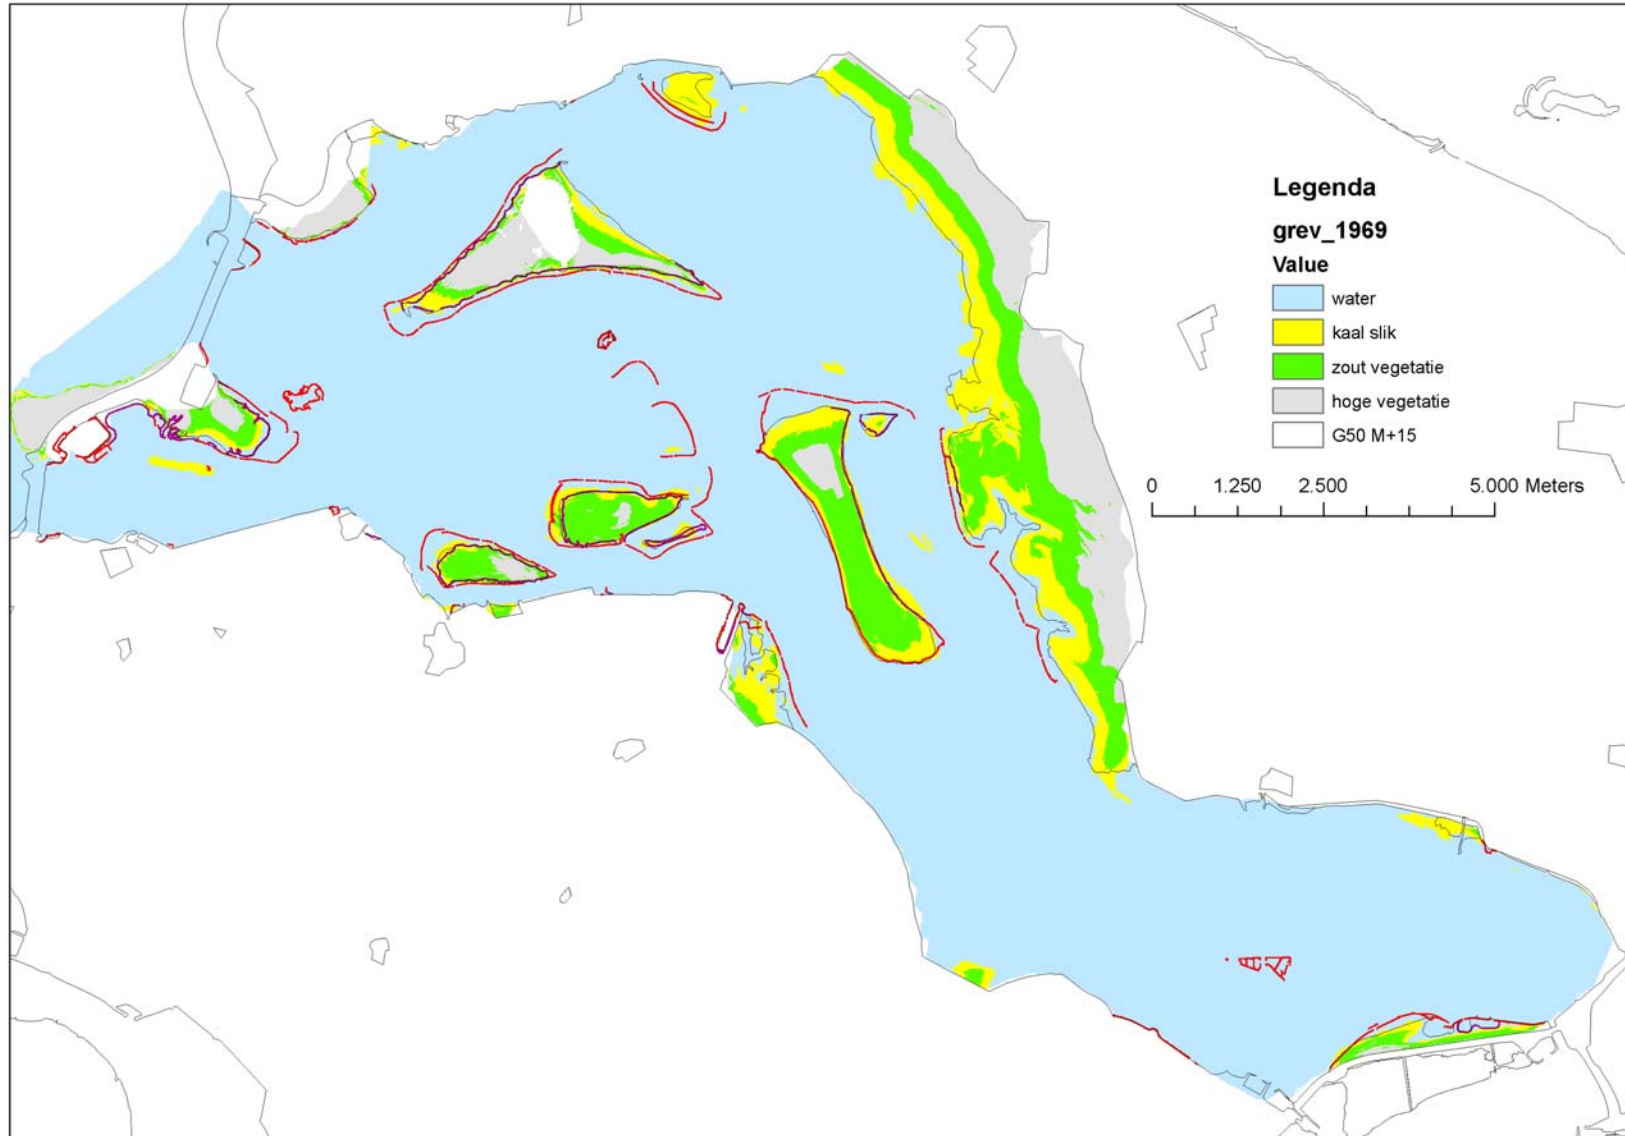 Legenda
grev_1969
Value
water
kaal slik
zout vegetatie
hoge vegetatie
G50 M+15
0 1.250 2.500 5.000 Meters